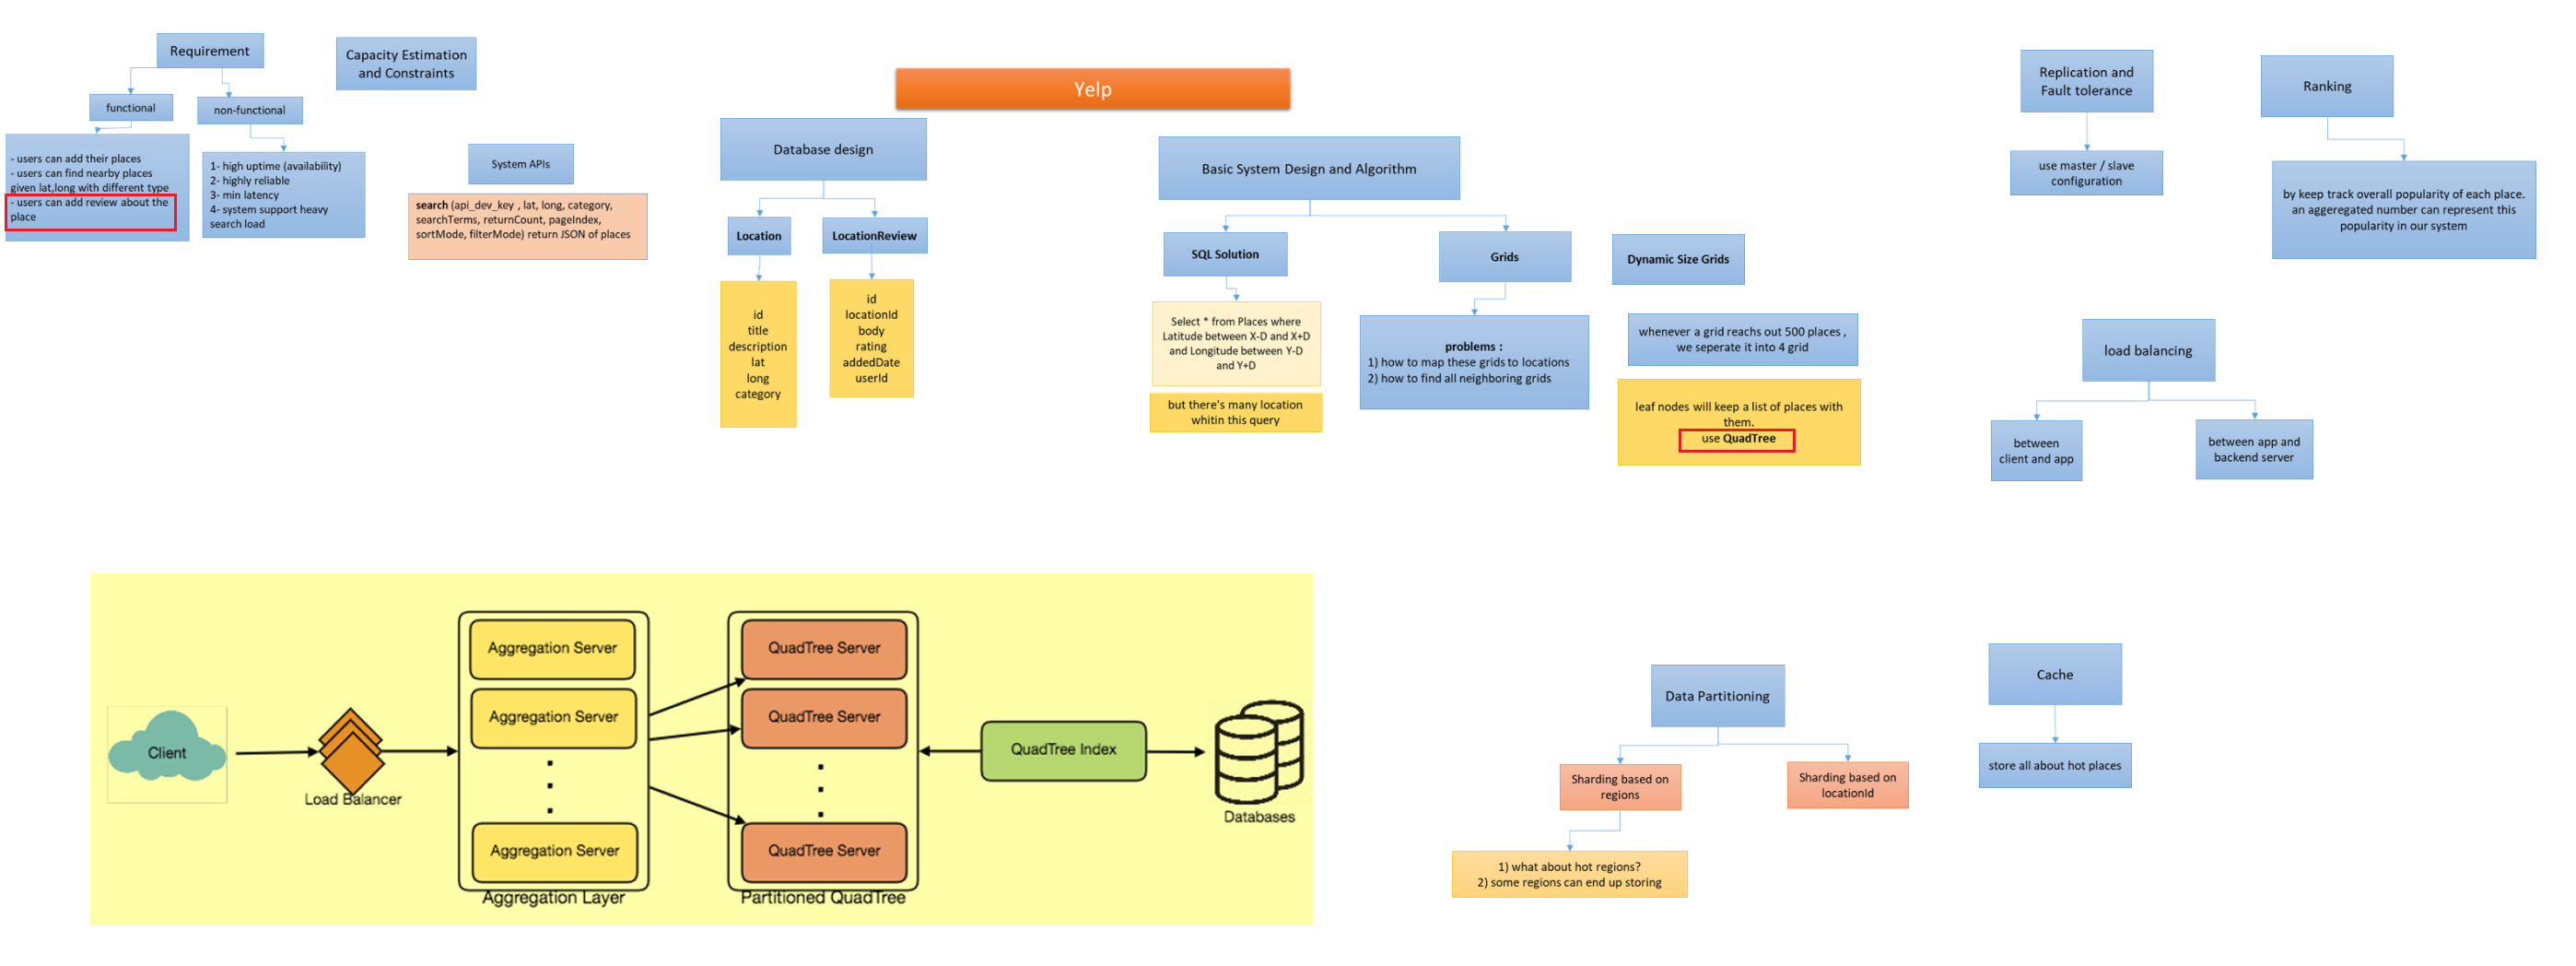 Requirement
functional
non-functional
- users can add their places
- users can find nearby places
given lat,long with different type
- users can add review about the
place
1- high uptime (availability)
2- highly reliable
3- min latency
4- system support heavy
search load
Capacity Estimation
and Constraints
System APIs
search (api_dev_key , lat, long, category,
searchTerms, returnCount, pageIndex,
sortMode, filterMode) return JSON of places
Yelp
Database design
Location
LocationReview
id
title
description
lat
long
category
id
locationId
body
rating
addedDate
userId
Basic System Design and Algorithm
SQL Solution
Select * from Places where
Latitude between X-D and X+D
and Longitude between Y-D
and Y+D
but there's many location
whitin this query
Grids
problems :
1) how to map these grids to locations
2) how to find all neighboring grids
Dynamic Size Grids
whenever a grid reachs out 500 places ,
we seperate it into 4 grid
leaf nodes will keep a list of places with
them.
use QuadTree
Replication and
Fault tolerance
use master / slave
configuration
Ranking
by keep track overall popularity of each place.
an aggeregated number can represent this
popularity in our system
load balancing
between
client and app
between app and
backend server
Client
Load Balancer
Aggregation Server
Aggregation Server
Aggregation Server
Aggregation Layer
QuadTree Server
QuadTree Server
QuadTree Server
Partitioned QuadTree
QuadTree Index
Databases
Data Partitioning
Sharding based on
regions
Sharding based on
locationId
1) what about hot regions?
2) some regions can end up storing
Cache
store all about hot places